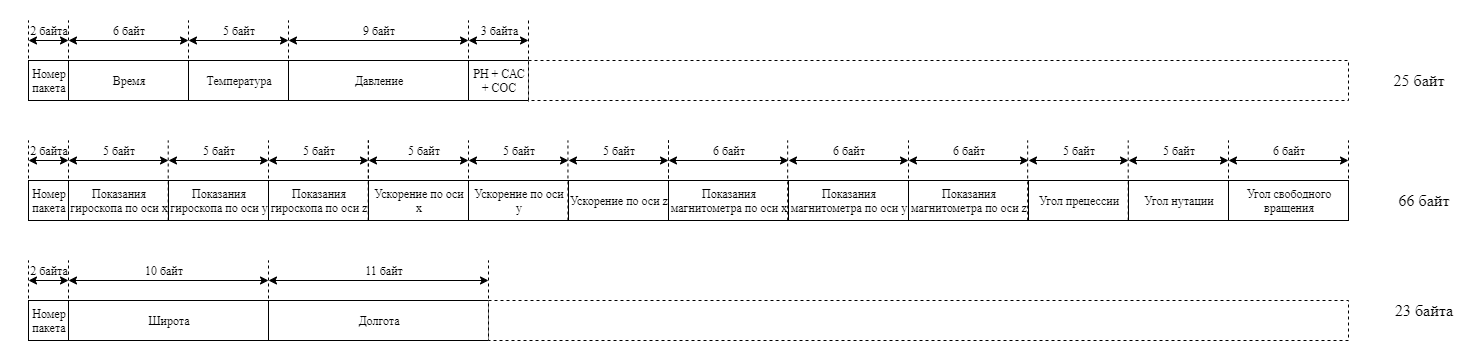 2 байта 6 байт 5 байт 9 байт 3 байта
Номер
пакета
Время
Температура
Давление
РН + САС
+ СОС
25 байт
2 байта 5 байт 5 байт 5 байт 5 байт 5 байт 5 байт 6 байт 6 байт 6 байт 5 байт 5 байт 6 байт
Номер
пакета
Показания
гироскопа по оси x
Показания
гироскопа по оси y
Показания
гироскопа по оси z
Ускорение по оси
x
Ускорение по оси
y
Ускорение по оси z
Показания
магнитометра по оси x
Показания
магнитометра по оси y
Показания
магнитометра по оси z
Угол прецессии
Угол нутации
Угол свободного
вращения
66 байт
2 байта 10 байт 11 байт
Номер
пакета
Широта
Долгота
23 байта